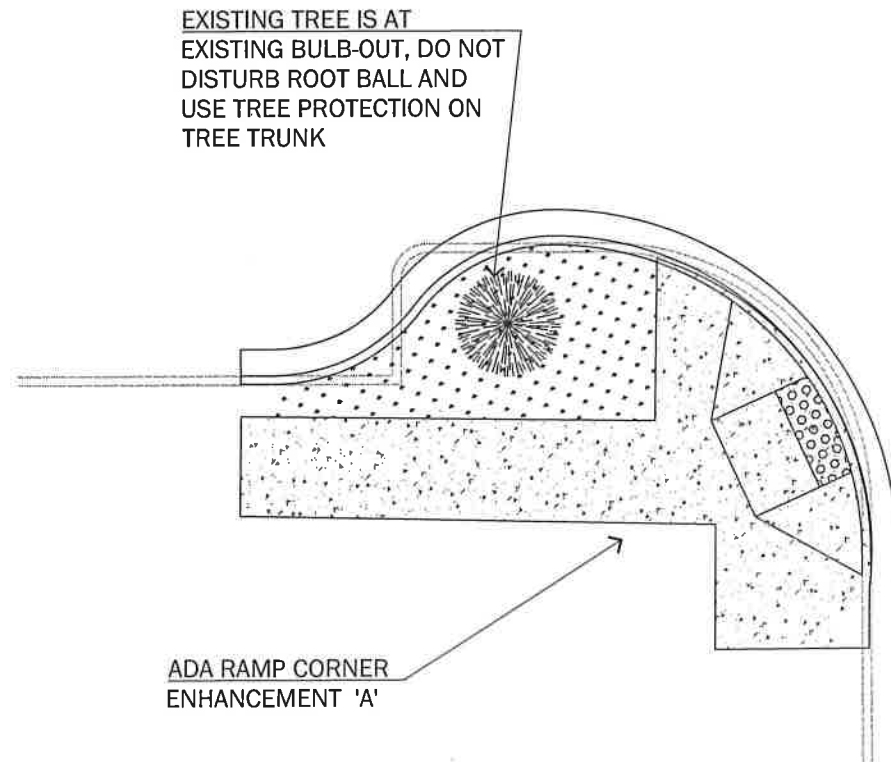 EXISTING TREE IS AT
EXISTING BULB-OUT, DO NOT
DISTURB ROOT BALL AND
USE TREE PROTECTION ON
TREE TRUNK
ADA RAMP CORNER
ENHANCEMENT 'A'